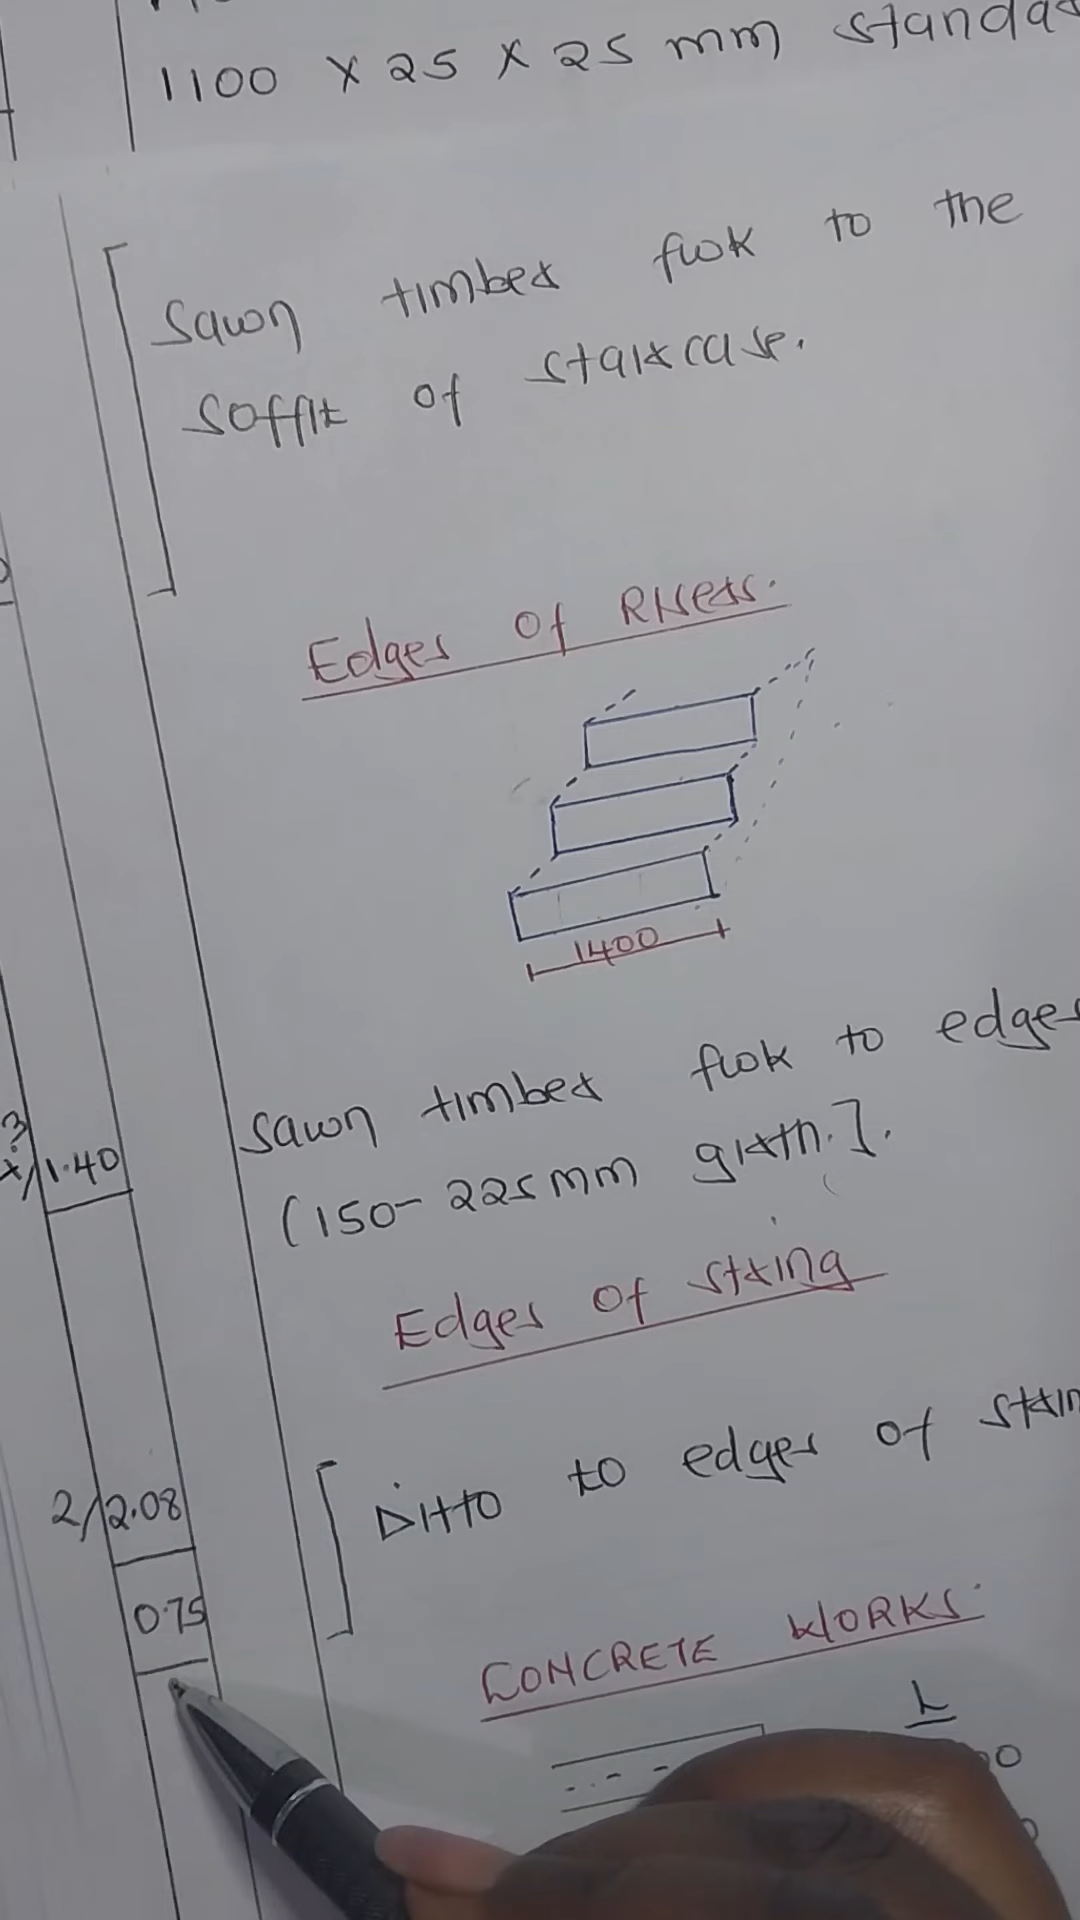 1100 x 25 x 25 mm standa
Sawn timber fwk to the
soffit of staircase.
Edges Of Risers.
1400
1.40
Sawn timber fwk to edges
(150-225mm girth.].
Edges Of string
2/2.08
0.75
Ditto to edges of strin
CONCRETE WORKS
L